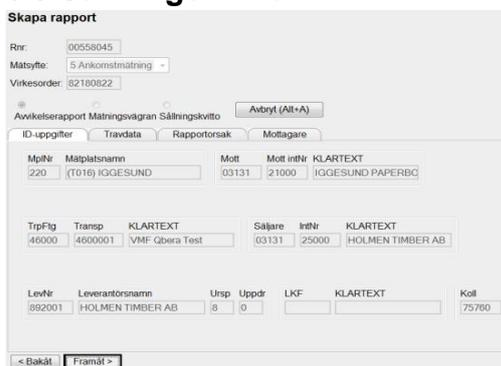 Skapa rapport
Rnr: 00558045
Mätsyfte: 5 Ankomstmätning
Virkesorder: 82180822
Avvikelserapport Mätningsvägran Sållningskvitto Avbryt (Alt+A)
ID-uppgifter Travdata Rapportorsak Mottagare
MplNr Mätplatsnamn Mott Mott intNr KLARTEXT
220 (T016) IGGESUND 03131 21000 IGGESUND PAPERBO
TrpFtg Transp KLARTEXT Säljare IntNr KLARTEXT
46000 4600001 VMF Qbera Test 03131 25000 HOLMEN TIMBER AB
LevNr Leverantörsnamn Ursp Uppdr LKF KLARTEXT Koll
892001 HOLMEN TIMBER AB 8 0 75760
< Bakåt Framåt >